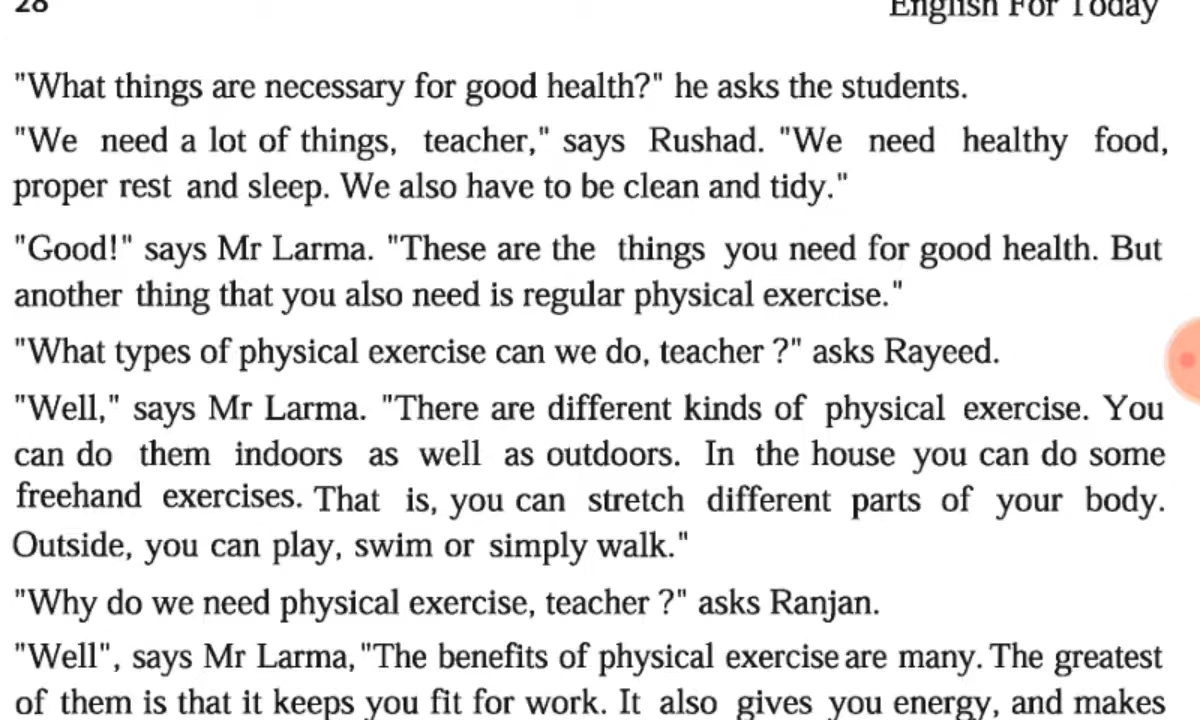 28
English For Today
"What things are necessary for good health?" he asks the students.
"We need a lot of things, teacher," says Rushad. "We need healthy food,
proper rest and sleep. We also have to be clean and tidy."
"Good!" says Mr Larma. "These are the things you need for good health. But
another thing that you also need is regular physical exercise."
"What types of physical exercise can we do, teacher ?" asks Rayeed.
"Well," says Mr Larma. "There are different kinds of physical exercise. You
can do them indoors as well as outdoors. In the house you can do some
freehand exercises. That is, you can stretch different parts of your body.
Outside, you can play, swim or simply walk."
"Why do we need physical exercise, teacher ?" asks Ranjan.
"Well", says Mr Larma, "The benefits of physical exercise are many. The greatest
of them is that it keeps you fit for work. It also gives you energy, and makes